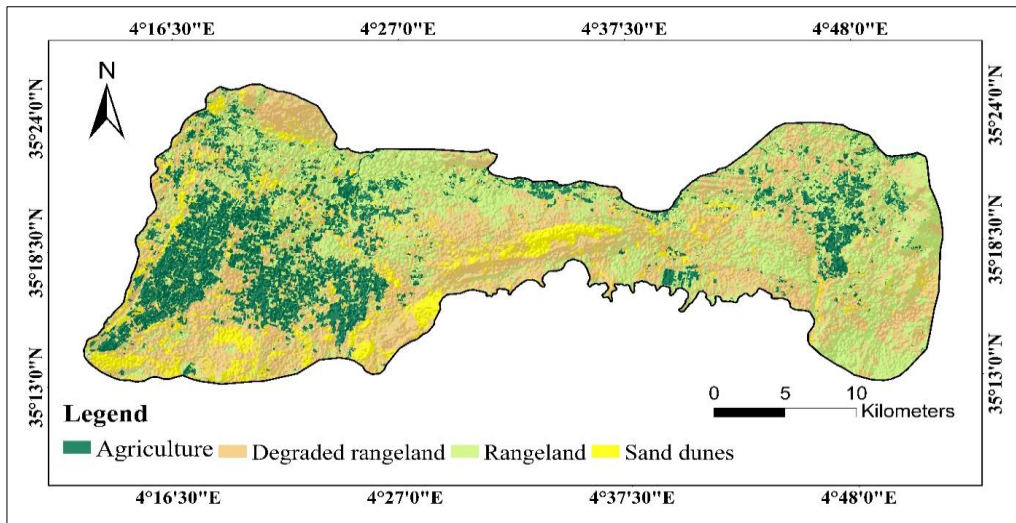 4°16'30"E 4°27'0"E 4°37'30"E 4°48'0"E
N
35°24'0"N 35°24'0"N
35°18'30"N 35°18'30"N
35°13'0"N 35°13'0"N
0 5 10
Kilometers
Legend
Agriculture Degraded rangeland Rangeland Sand dunes
4°16'30"E 4°27'0"E 4°37'30"E 4°48'0"E